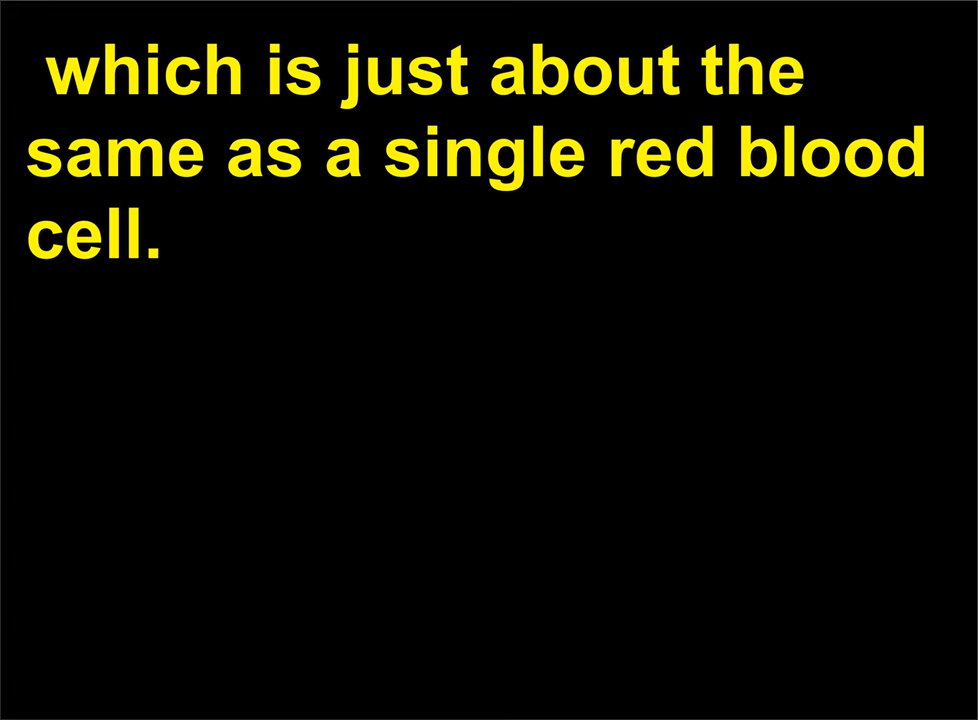 which is just about the
same as a single red blood
cell.